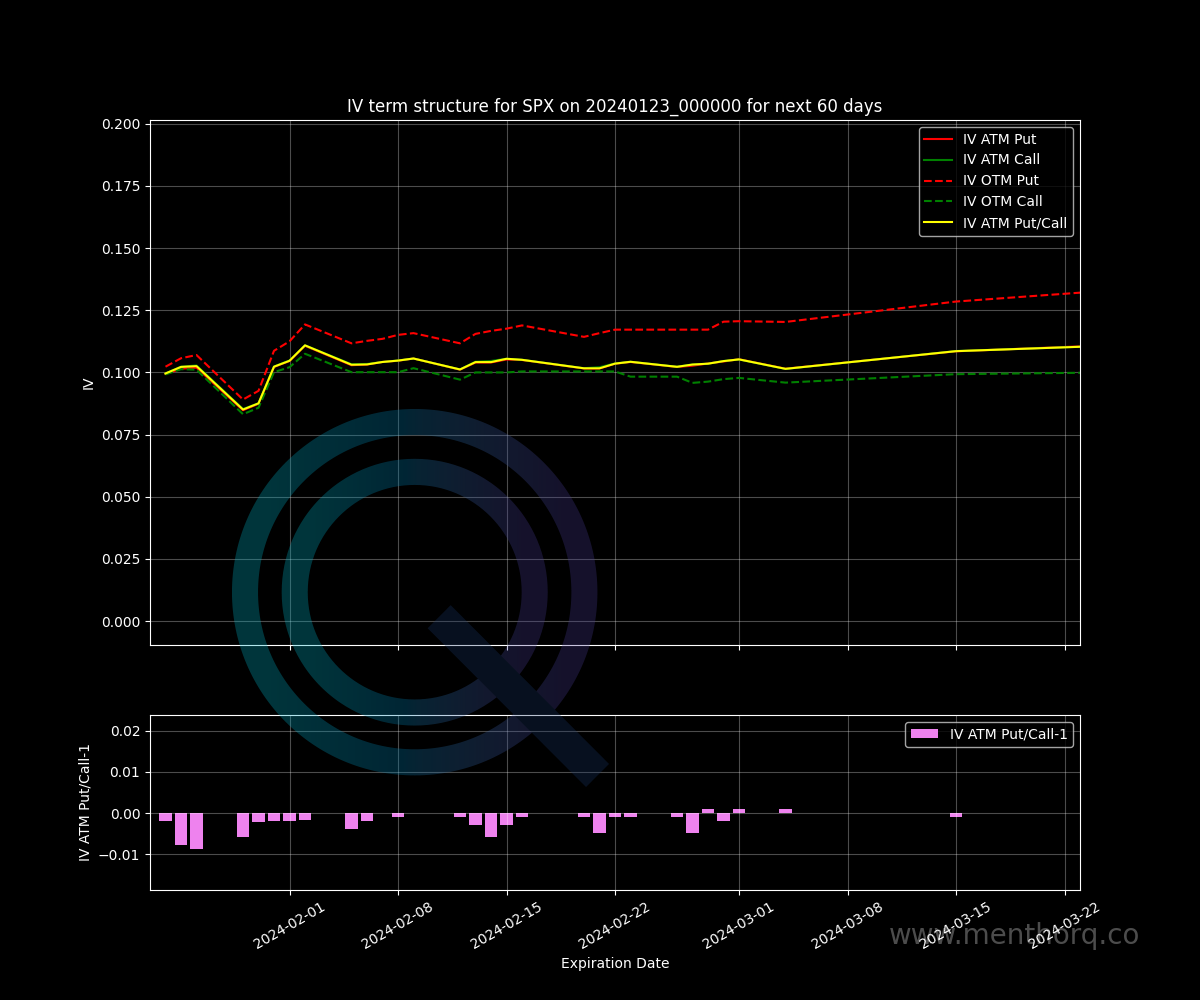 IV term structure for SPX on 20240123_000000 for next 60 days
IV
0.200
0.175
0.150
0.125
0.100
0.075
0.050
0.025
0.000
IV ATM Put
IV ATM Call
IV OTM Put
IV OTM Call
IV ATM Put/Call
IV ATM Put/Call-1
0.02
0.01
0.00
−0.01
IV ATM Put/Call-1
2024-02-01
2024-02-08
2024-02-15
2024-02-22
2024-03-01
2024-03-08
2024-03-15
2024-03-22
www.menthorq.co
Expiration Date